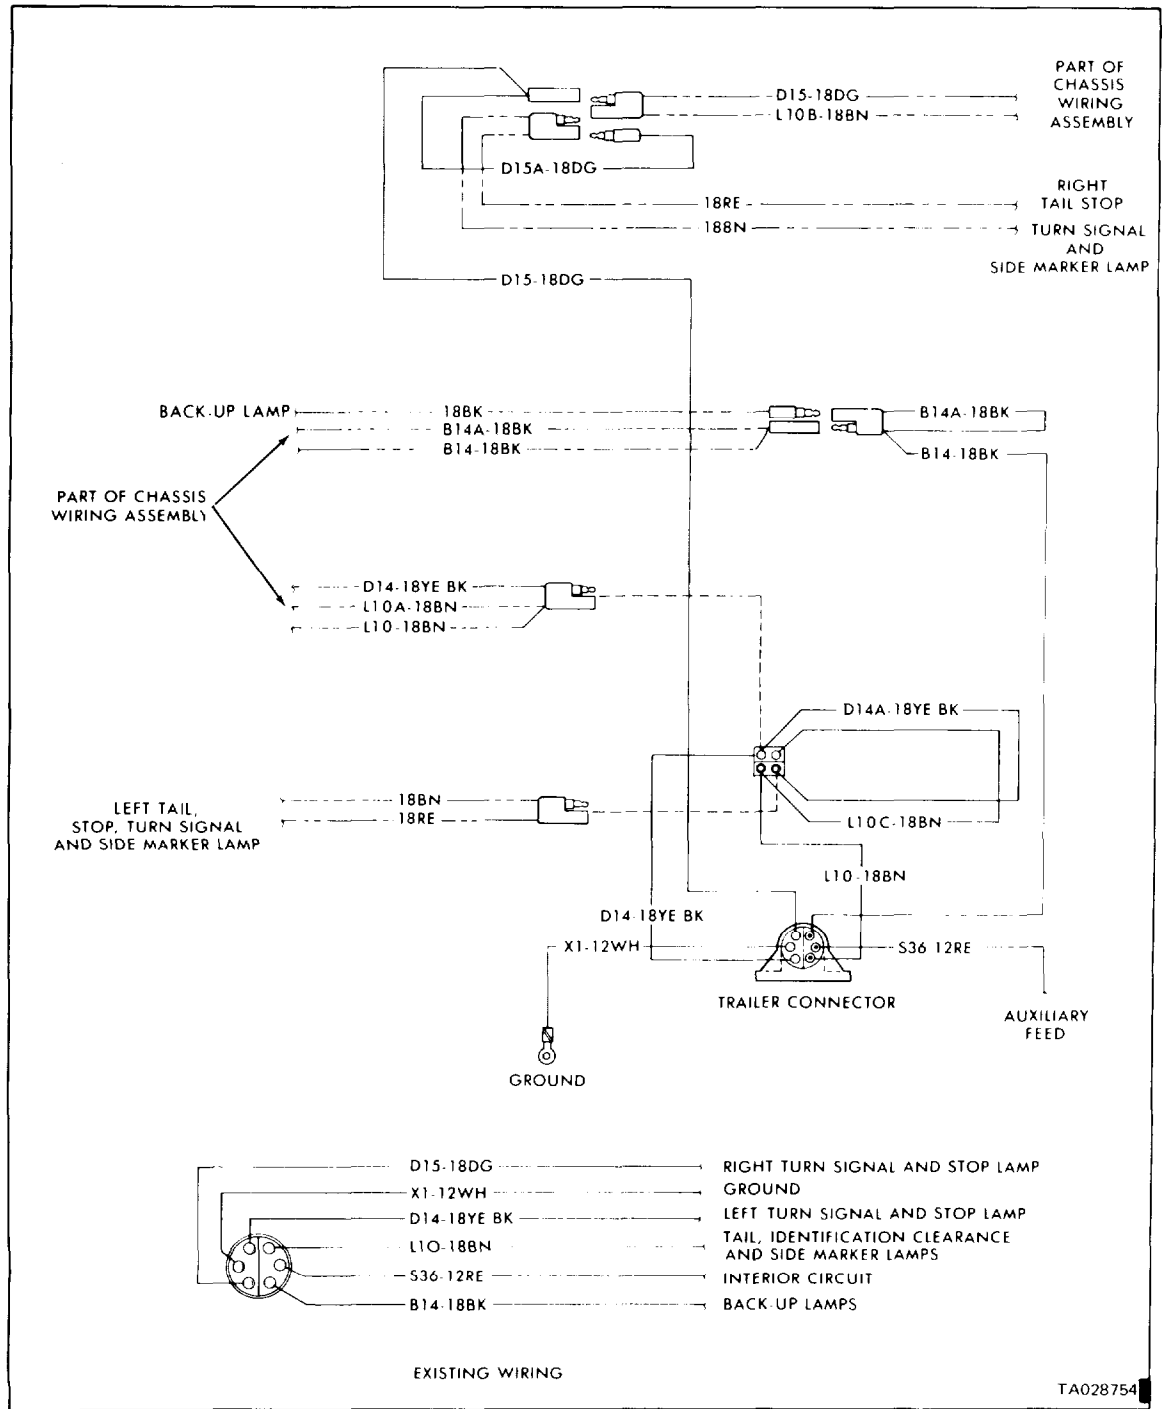 PART OF
CHASSIS
WIRING
ASSEMBLY
D15-18DG
L10B-18BN
D15A-18DG
18RE
188N
RIGHT
TAIL STOP
TURN SIGNAL
AND
SIDE MARKER LAMP
D15-18DG
BACK-UP LAMP
18BK
B14A-18BK
B14-18BK
B14A-18BK
B14-18BK
PART OF CHASSIS
WIRING ASSEMBLY
D14-18YE BK
L10A-18BN
L10-18BN
D14A-18YE BK
L10C-18BN
LEFT TAIL,
STOP, TURN SIGNAL
AND SIDE MARKER LAMP
18BN
18RE
L10-18BN
D14-18YE BK
X1-12WH
S36 12RE
TRAILER CONNECTOR
AUXILIARY
FEED
GROUND
D15-18DG RIGHT TURN SIGNAL AND STOP LAMP
X1-12WH GROUND
D14-18YE BK LEFT TURN SIGNAL AND STOP LAMP
L1O-18BN TAIL, IDENTIFICATION CLEARANCE
AND SIDE MARKER LAMPS
S36-12RE INTERIOR CIRCUIT
B14-18BK BACK-UP LAMPS
EXISTING WIRING
TA028754